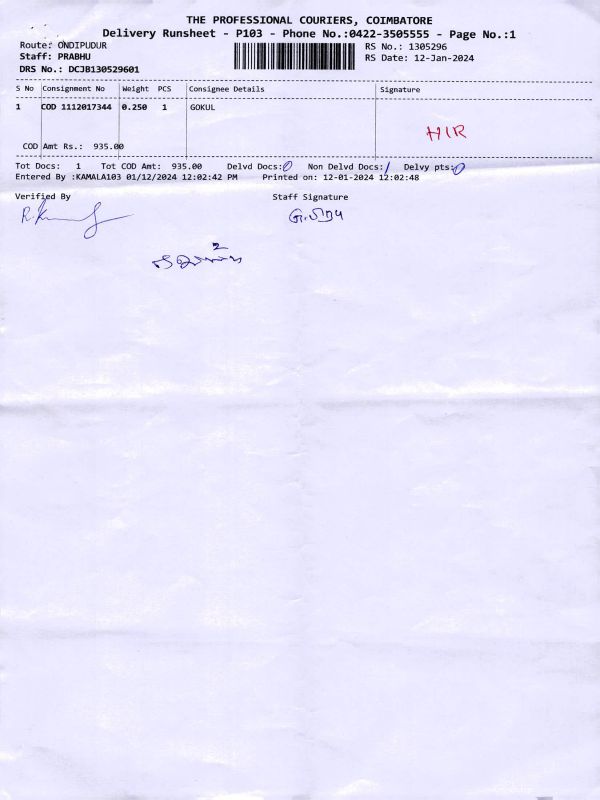 THE PROFESSIONAL COURIERS, COIMBATORE
Delivery Runsheet - P103 - Phone No.:0422-3505555 - Page No.:1
Route: ONDIPUDUR
RS No.: 1305296
Staff: PRABHU
RS Date: 12-Jan-2024
DRS No.: DCJB130529601
S No Consignment No Weight PCS Consignee Details Signature
1 COD 1112017344 0.250 1 GOKUL
HIR
COD Amt Rs.: 935.00
Tot Docs: 1 Tot COD Amt: 935.00 Delvd Docs:0 Non Delvd Docs:1 Delvy pts:0
Entered By :KAMALA103 01/12/2024 12:02:42 PM Printed on: 12-01-2024 12:02:48
Verified By Staff Signature